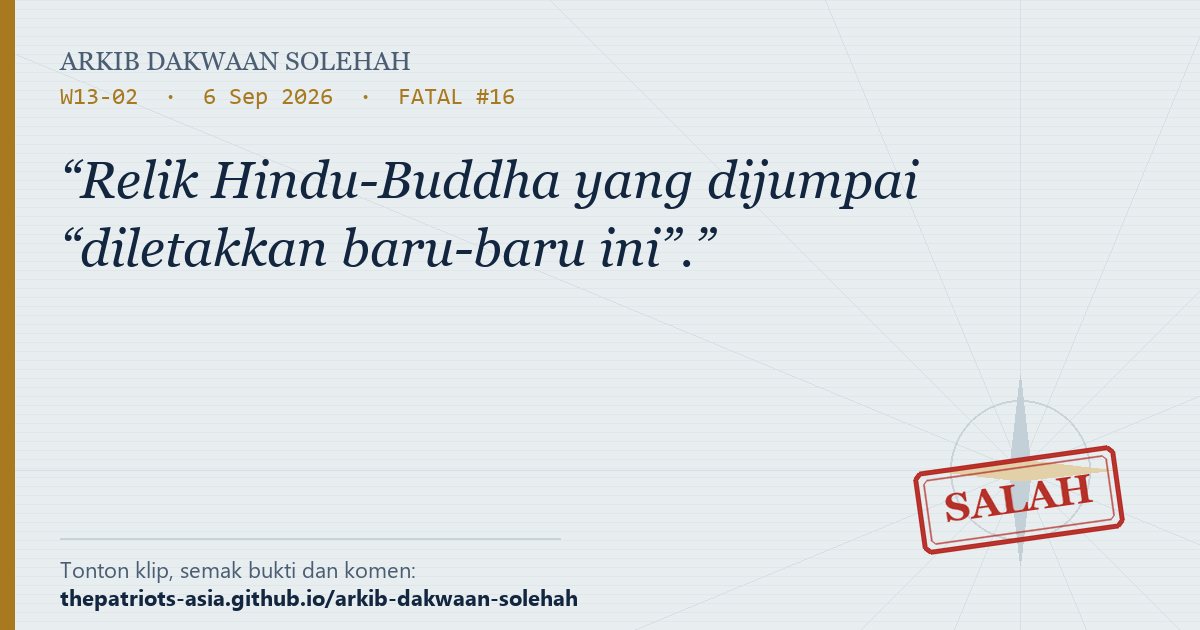 ARKIB DAKWAAN SOLEHAH
W13-02 · 6 Sep 2026 · FATAL #16
“Relik Hindu-Buddha yang dijumpai
“diletakkan baru-baru ini”.”
SALAH
Tonton klip, semak bukti dan komen:
thepatriots-asia.github.io/arkib-dakwaan-solehah